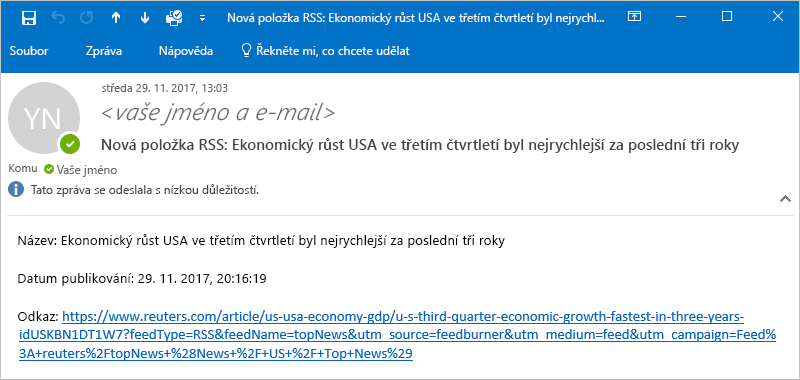 Nová položka RSS: Ekonomický růst USA ve třetím čtvrtletí byl nejrychl...
Soubor Zpráva Nápověda Řekněte mi, co chcete udělat
středa 29. 11. 2017, 13:03
YN
<vaše jméno a e-mail>
Nová položka RSS: Ekonomický růst USA ve třetím čtvrtletí byl nejrychlejší za poslední tři roky
Komu Vaše jméno
Tato zpráva se odeslala s nízkou důležitostí.
Název: Ekonomický růst USA ve třetím čtvrtletí byl nejrychlejší za poslední tři roky
Datum publikování: 29. 11. 2017, 20:16:19
Odkaz: https://www.reuters.com/article/us-usa-economy-gdp/u-s-third-quarter-economic-growth-fastest-in-three-years-
idUSKBN1DT1W7?feedType=RSS&feedName=topNews&utm_source=feedburner&utm_medium=feed&utm_campaign=Feed%
3A+reuters%2FtopNews+%28News+%2F+US+%2F+Top+News%29